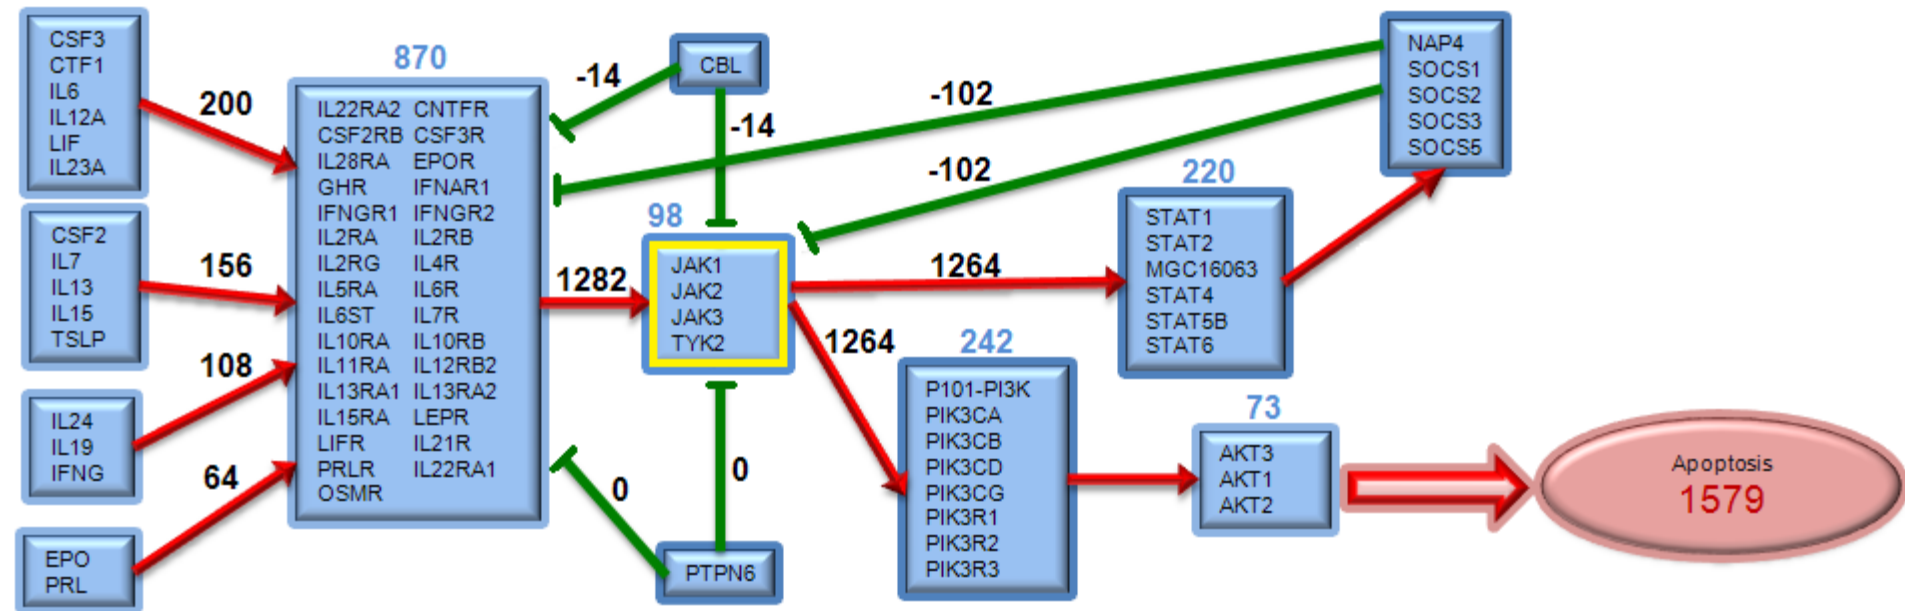 CSF3
CTF1
IL6
IL12A
LIF
IL23A
200
CSF2
IL7
IL13
IL15
TSLP
156
IL24
IL19
IFNG
108
EPO
PRL
64
870
IL22RA2 CNTFR
CSF2RB CSF3R
IL28RA EPOR
GHR IFNAR1
IFNGR1 IFNGR2
IL2RA IL2RB
IL2RG IL4R
IL5RA IL6R
IL6ST IL7R
IL10RA IL10RB
IL11RA IL12RB2
IL13RA1 IL13RA2
IL15RA LEPR
LIFR IL21R
PRLR IL22RA1
OSMR
1282
CBL
-14
-14
98
JAK1
JAK2
JAK3
TYK2
PTPN6
0
0
-102
-102
NAP4
SOCS1
SOCS2
SOCS3
SOCS5
1264
220
STAT1
STAT2
MGC16063
STAT4
STAT5B
STAT6
1264
242
P101-PI3K
PIK3CA
PIK3CB
PIK3CD
PIK3CG
PIK3R1
PIK3R2
PIK3R3
73
AKT3
AKT1
AKT2
Apoptosis
1579